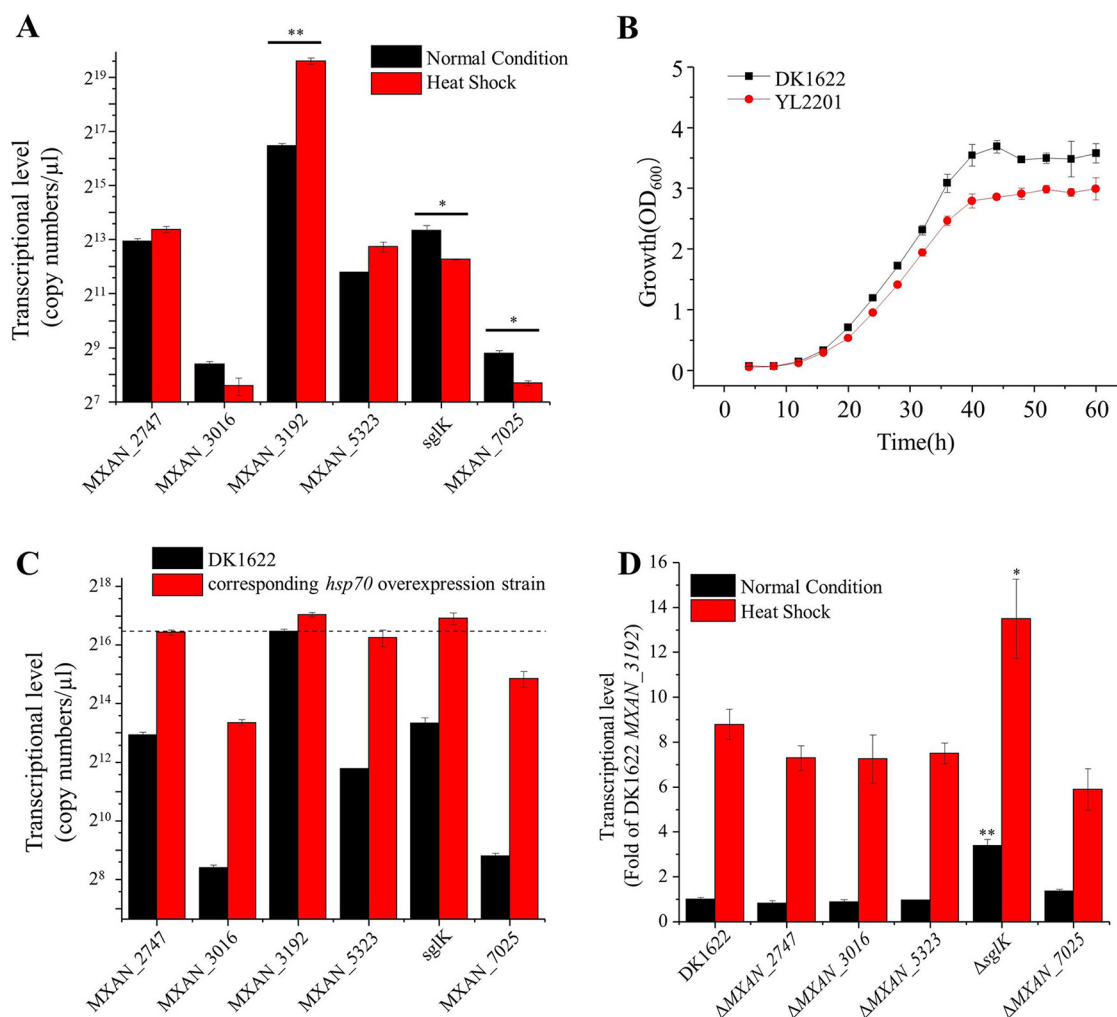 A
**
Normal Condition
Heat Shock
2^19
2^17
2^15
2^13
2^11
2^9
2^7
*
*
Transcriptional level
(copy numbers/µl)
MXAN_2747
MXAN_3016
MXAN_3192
MXAN_5323
sglK
MXAN_7025
B
DK1622
YL2201
5
4
3
2
1
0
Growth(OD600)
0
10
20
30
40
50
60
Time(h)
C
DK1622
corresponding hsp70 overexpression strain
2^18
2^16
2^14
2^12
2^10
2^8
Transcriptional level
(copy numbers/µl)
MXAN_2747
MXAN_3016
MXAN_3192
MXAN_5323
sglK
MXAN_7025
D
Normal Condition
Heat Shock
*
**
16
14
12
10
8
6
4
2
0
Transcriptional level
(Fold of DK1622 MXAN_3192)
DK1622
ΔMXAN_2747
ΔMXAN_3016
ΔMXAN_5323
ΔsglK
ΔMXAN_7025